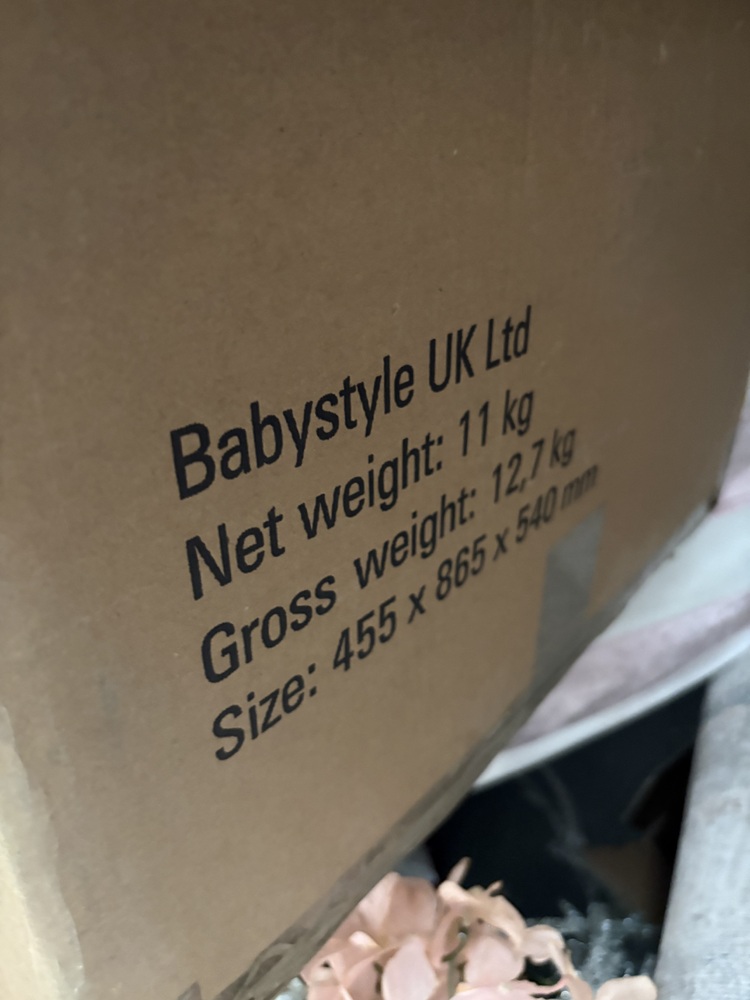 Babystyle UK Ltd
Net weight: 11 kg
Gross weight: 12,7 kg
Size: 455 x 865 x 540 mm